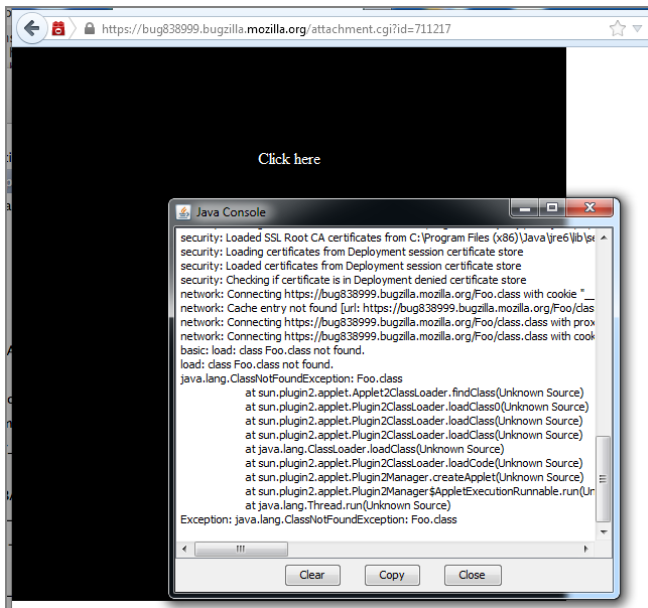 https://bug838999.bugzilla.mozilla.org/attachment.cgi?id=711217
Click here
Java Console
security: Loaded SSL Root CA certificates from C:\Program Files (x86)\Java\jre6\lib\se
security: Loading certificates from Deployment session certificate store
security: Loaded certificates from Deployment session certificate store
security: Checking if certificate is in Deployment denied certificate store
network: Connecting https://bug838999.bugzilla.mozilla.org/Foo.class with cookie "__
network: Cache entry not found [url: https://bug838999.bugzilla.mozilla.org/Foo/clas
network: Connecting https://bug838999.bugzilla.mozilla.org/Foo/class.class with prox
network: Connecting https://bug838999.bugzilla.mozilla.org/Foo/class.class with cook
basic: load: class Foo.class not found.
load: class Foo.class not found.
java.lang.ClassNotFoundException: Foo.class
at sun.plugin2.applet.Applet2ClassLoader.findClass(Unknown Source)
at sun.plugin2.applet.Plugin2ClassLoader.loadClass0(Unknown Source)
at sun.plugin2.applet.Plugin2ClassLoader.loadClass(Unknown Source)
at sun.plugin2.applet.Plugin2ClassLoader.loadClass(Unknown Source)
at java.lang.ClassLoader.loadClass(Unknown Source)
at sun.plugin2.applet.Plugin2ClassLoader.loadCode(Unknown Source)
at sun.plugin2.applet.Plugin2Manager.createApplet(Unknown Source)
at sun.plugin2.applet.Plugin2Manager$AppletExecutionRunnable.run(Un
at java.lang.Thread.run(Unknown Source)
Exception: java.lang.ClassNotFoundException: Foo.class
Clear Copy Close